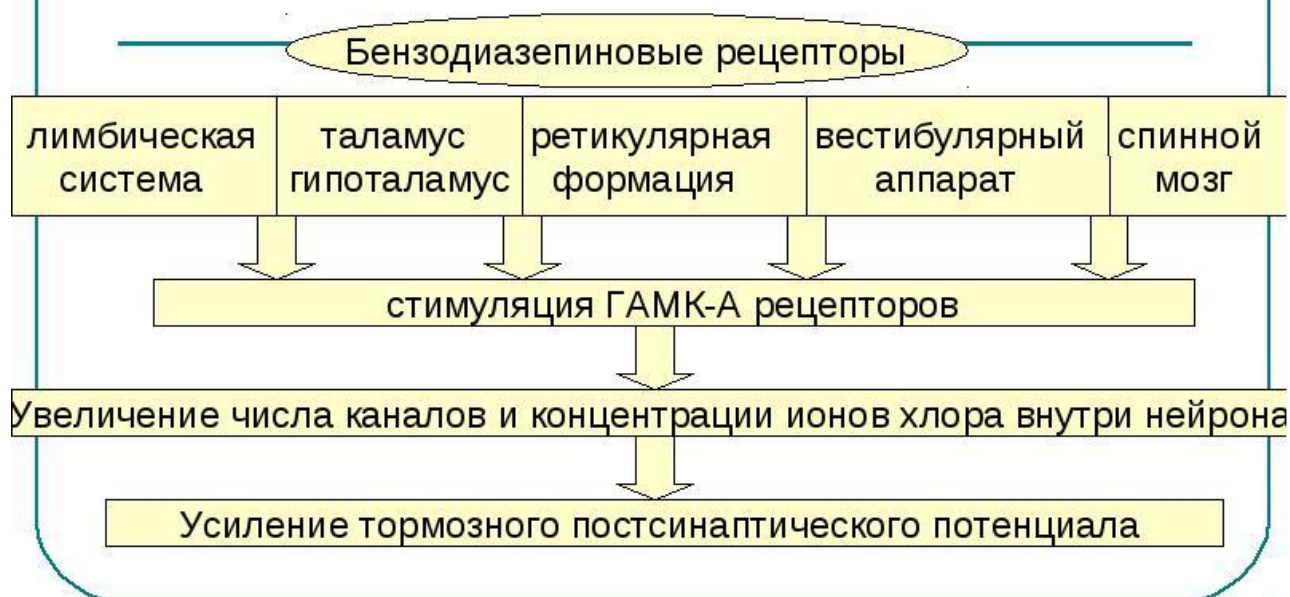 Бензодиазепиновые рецепторы
лимбическая
система
таламус
гипоталамус
ретикулярная
формация
вестибулярный
аппарат
спинной
мозг
стимуляция ГАМК-А рецепторов
Увеличение числа каналов и концентрации ионов хлора внутри нейрона
Усиление тормозного постсинаптического потенциала